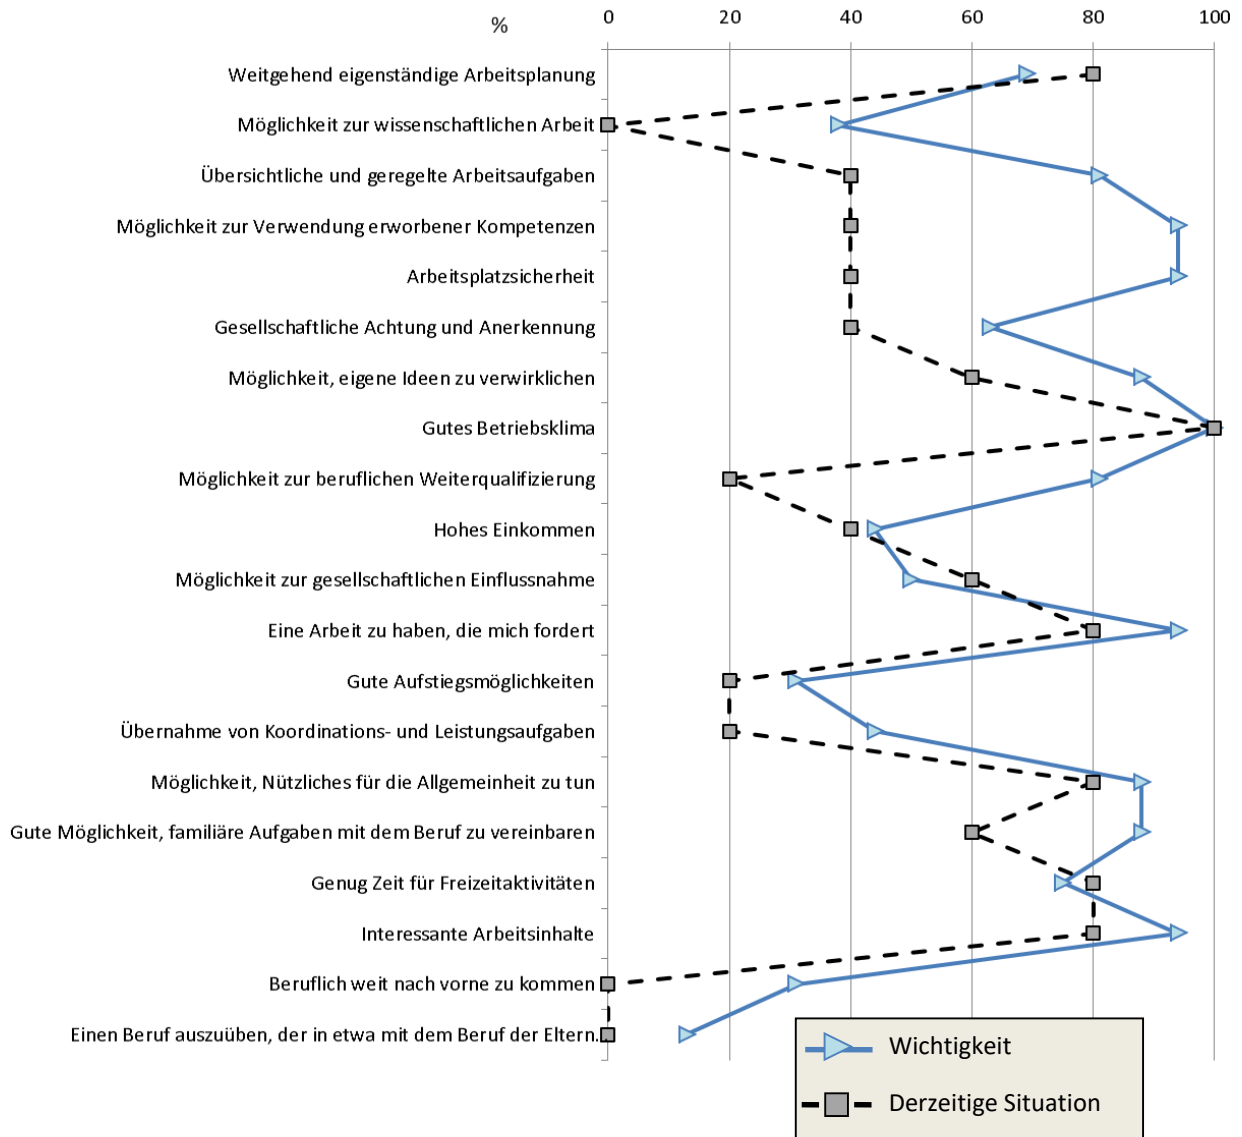 % 0 20 40 60 80 100
Weitgehend eigenständige Arbeitsplanung
Möglichkeit zur wissenschaftlichen Arbeit
Übersichtliche und geregelte Arbeitsaufgaben
Möglichkeit zur Verwendung erworbener Kompetenzen
Arbeitsplatzsicherheit
Gesellschaftliche Achtung und Anerkennung
Möglichkeit, eigene Ideen zu verwirklichen
Gutes Betriebsklima
Möglichkeit zur beruflichen Weiterqualifizierung
Hohes Einkommen
Möglichkeit zur gesellschaftlichen Einflussnahme
Eine Arbeit zu haben, die mich fordert
Gute Aufstiegsmöglichkeiten
Übernahme von Koordinations- und Leistungsaufgaben
Möglichkeit, Nützliches für die Allgemeinheit zu tun
Gute Möglichkeit, familiäre Aufgaben mit dem Beruf zu vereinbaren
Genug Zeit für Freizeitaktivitäten
Interessante Arbeitsinhalte
Beruflich weit nach vorne zu kommen
Einen Beruf auszuüben, der in etwa mit dem Beruf der Eltern.
Wichtigkeit
Derzeitige Situation